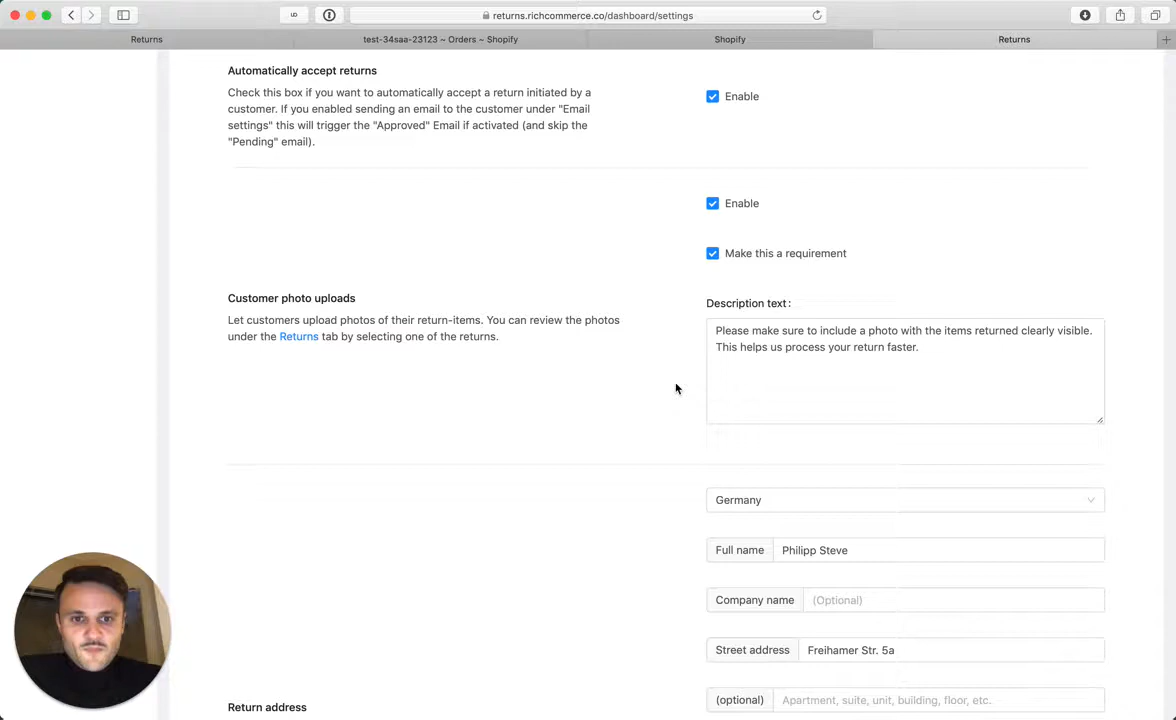 returns.richcommerce.co/dashboard/settings
Returns
test-34saa-23123 ~ Orders ~ Shopify
Shopify
Returns
Automatically accept returns
Check this box if you want to automatically accept a return initiated by a
customer. If you enabled sending an email to the customer under "Email
settings" this will trigger the "Approved" Email if activated (and skip the
"Pending" email).
Enable
Enable
Make this a requirement
Customer photo uploads
Let customers upload photos of their return-items. You can review the photos
under the Returns tab by selecting one of the returns.
Description text:
Please make sure to include a photo with the items returned clearly visible.
This helps us process your return faster.
Germany
Full name Philipp Steve
Company name (Optional)
Street address Freihamer Str. 5a
(optional) Apartment, suite, unit, building, floor, etc.
Return address